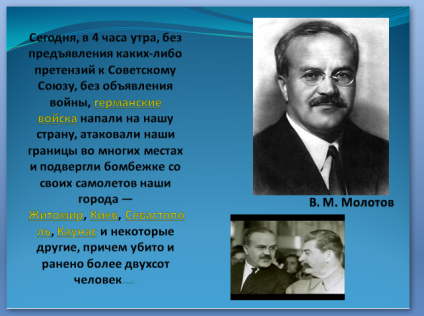 Сегодня, в 4 часа утра, без
предъявления каких-либо
претензий к Советскому
Союзу, без объявления
войны, германские
войска напали на нашу
страну, атаковали наши
границы во многих местах
и подвергли бомбежке со
своих самолетов наши
города —
Житомир, Киев, Севастопо
ль, Каунас и некоторые
другие, причем убито и
ранено более двухсот
человек....
В. М. Молотов